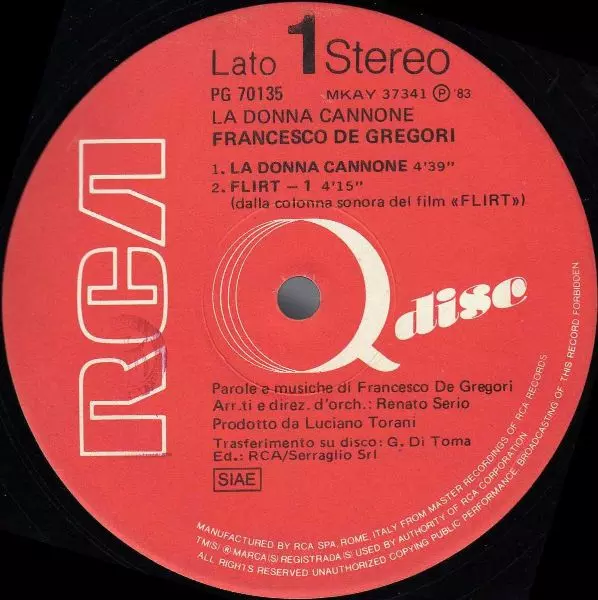 Lato 1 Stereo
PG 70135 MKAY 37341 Ⓟ '83
LA DONNA CANNONE
FRANCESCO DE GREGORI
1. LA DONNA CANNONE 4'39"
2. FLIRT – 1 4'15"
(dalla colonna sonora del film «FLIRT»)
RCA
Q disc
Parole e musiche di Francesco De Gregori
Arr.ti e direz. d'orch.: Renato Serio
Prodotto da Luciano Torani
Trasferimento su disco: G. Di Toma
Ed.: RCA/Serraglio Srl
SIAE
MANUFACTURED BY RCA SPA, ROME, ITALY FROM MASTER RECORDINGS OF RCA RECORDS
TM(S) ® MARCA(S) REGISTRADA(S) USED BY AUTHORITY OF RCA CORPORATION
ALL RIGHTS RESERVED UNAUTHORIZED COPYING PUBLIC PERFORMANCE BROADCASTING OF THIS RECORD FORBIDDEN